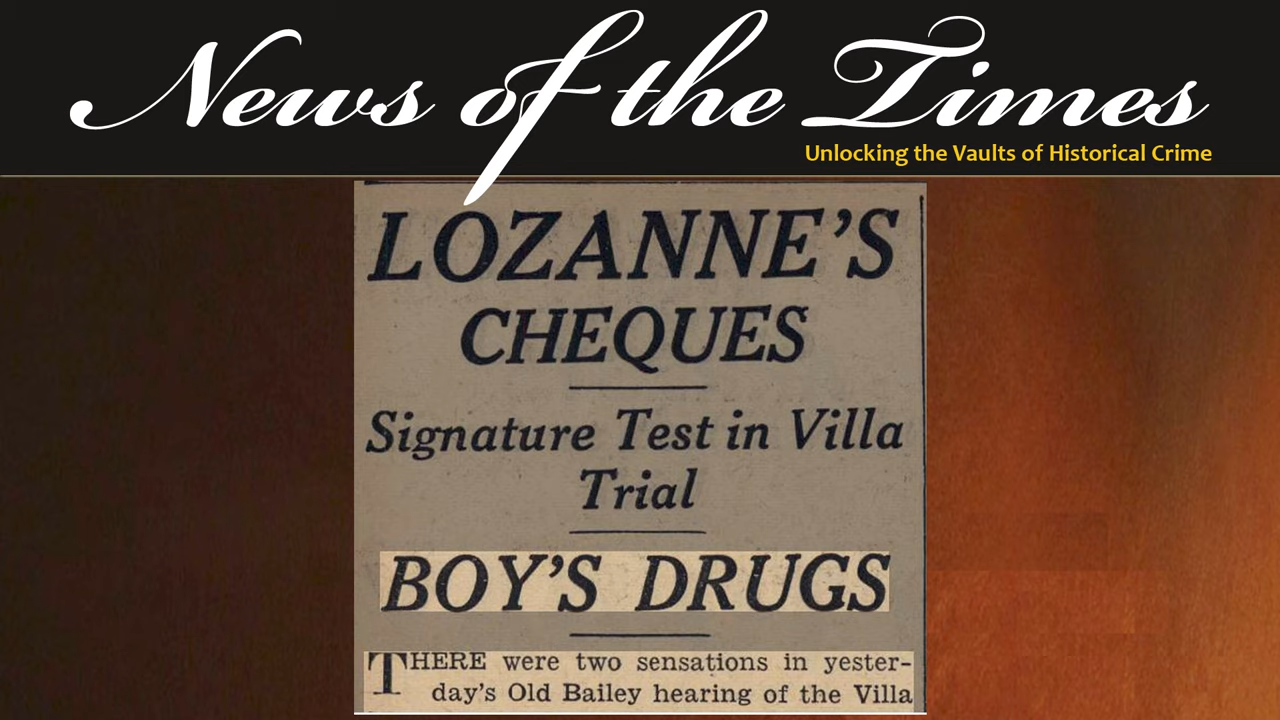 News of the Times
Unlocking the Vaults of Historical Crime
LOZANNE'S
CHEQUES
Signature Test in Villa
Trial
BOY'S DRUGS
THERE were two sensations in yester-
day's Old Bailey hearing of the Villa